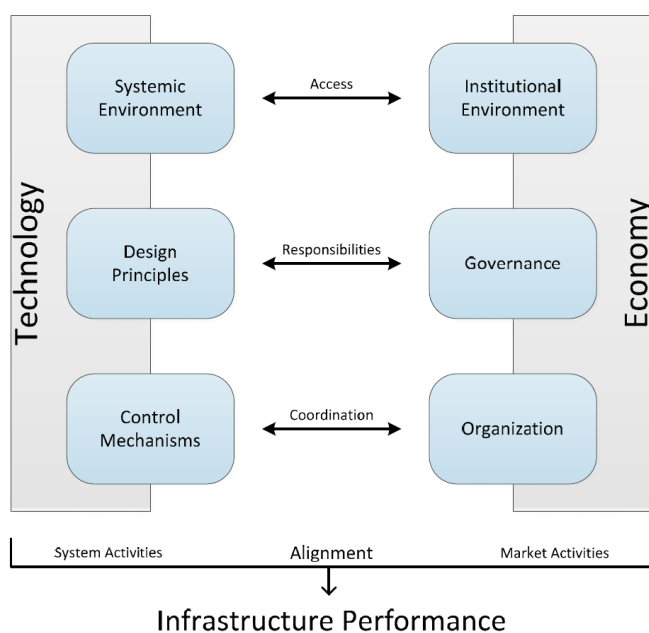 Technology
Economy
Systemic
Environment
Access
Institutional
Environment
Design
Principles
Responsibilities
Governance
Control
Mechanisms
Coordination
Organization
System Activities
Alignment
Market Activities
Infrastructure Performance